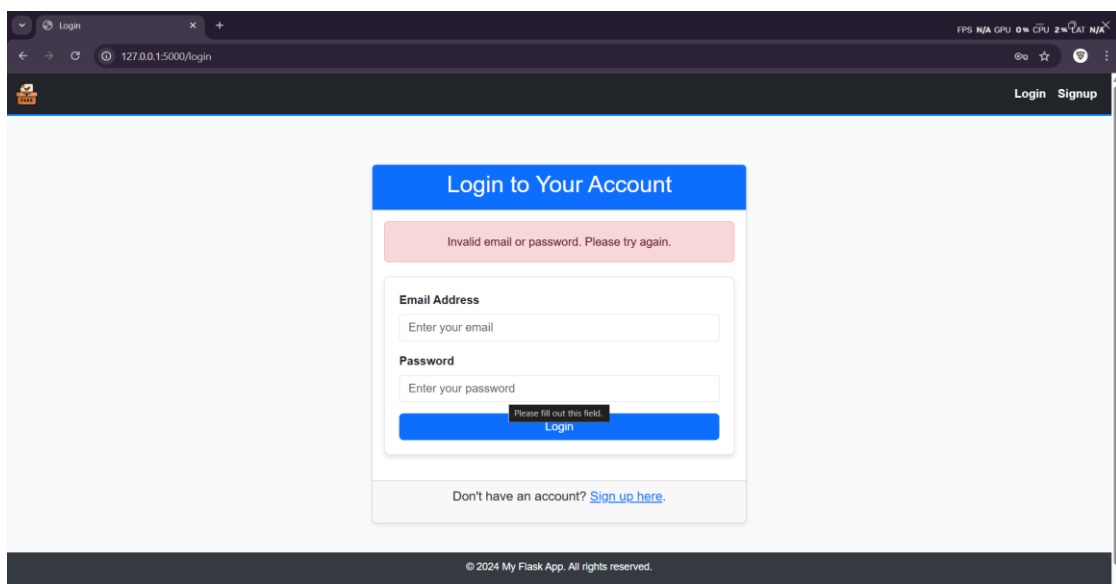 Login
FPS N/A GPU 0% CPU 2% LAT N/A
127.0.0.1:5000/login
Login Signup
Login to Your Account
Invalid email or password. Please try again.
Email Address
Enter your email
Password
Enter your password
Please fill out this field.
Login
Don't have an account? Sign up here.
© 2024 My Flask App. All rights reserved.